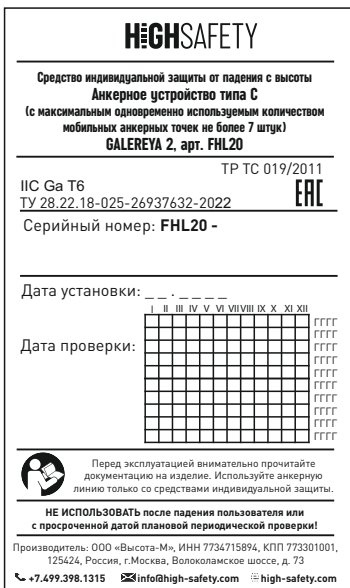 HIGHSAFETY
Средство индивидуальной защиты от падения с высоты
Анкерное устройство типа С
(с максимальным одновременно используемым количеством
мобильных анкерных точек не более 7 штук)
GALEREYA 2, арт. FHL20
ТР ТС 019/2011
IIC Ga T6
ТУ 28.22.18-025-26937632-2022
EAC
Серийный номер: FHL20 -
Дата установки: _ _ . _ _ _ _
I II III IV V VI VII VIII IX X XI XII
Дата проверки:
ГГГГ
ГГГГ
ГГГГ
ГГГГ
ГГГГ
ГГГГ
ГГГГ
ГГГГ
ГГГГ
ГГГГ
Перед эксплуатацией внимательно прочитайте
документацию на изделие. Используйте анкерную
линию только со средствами индивидуальной защиты.
НЕ ИСПОЛЬЗОВАТЬ после падения пользователя или
с просроченной датой плановой периодической проверки!
Производитель: ООО «Высота-М», ИНН 7734715894, КПП 773301001,
125424, Россия, г.Москва, Волоколамское шоссе, д. 73
+7.499.398.1315 info@high-safety.com high-safety.com